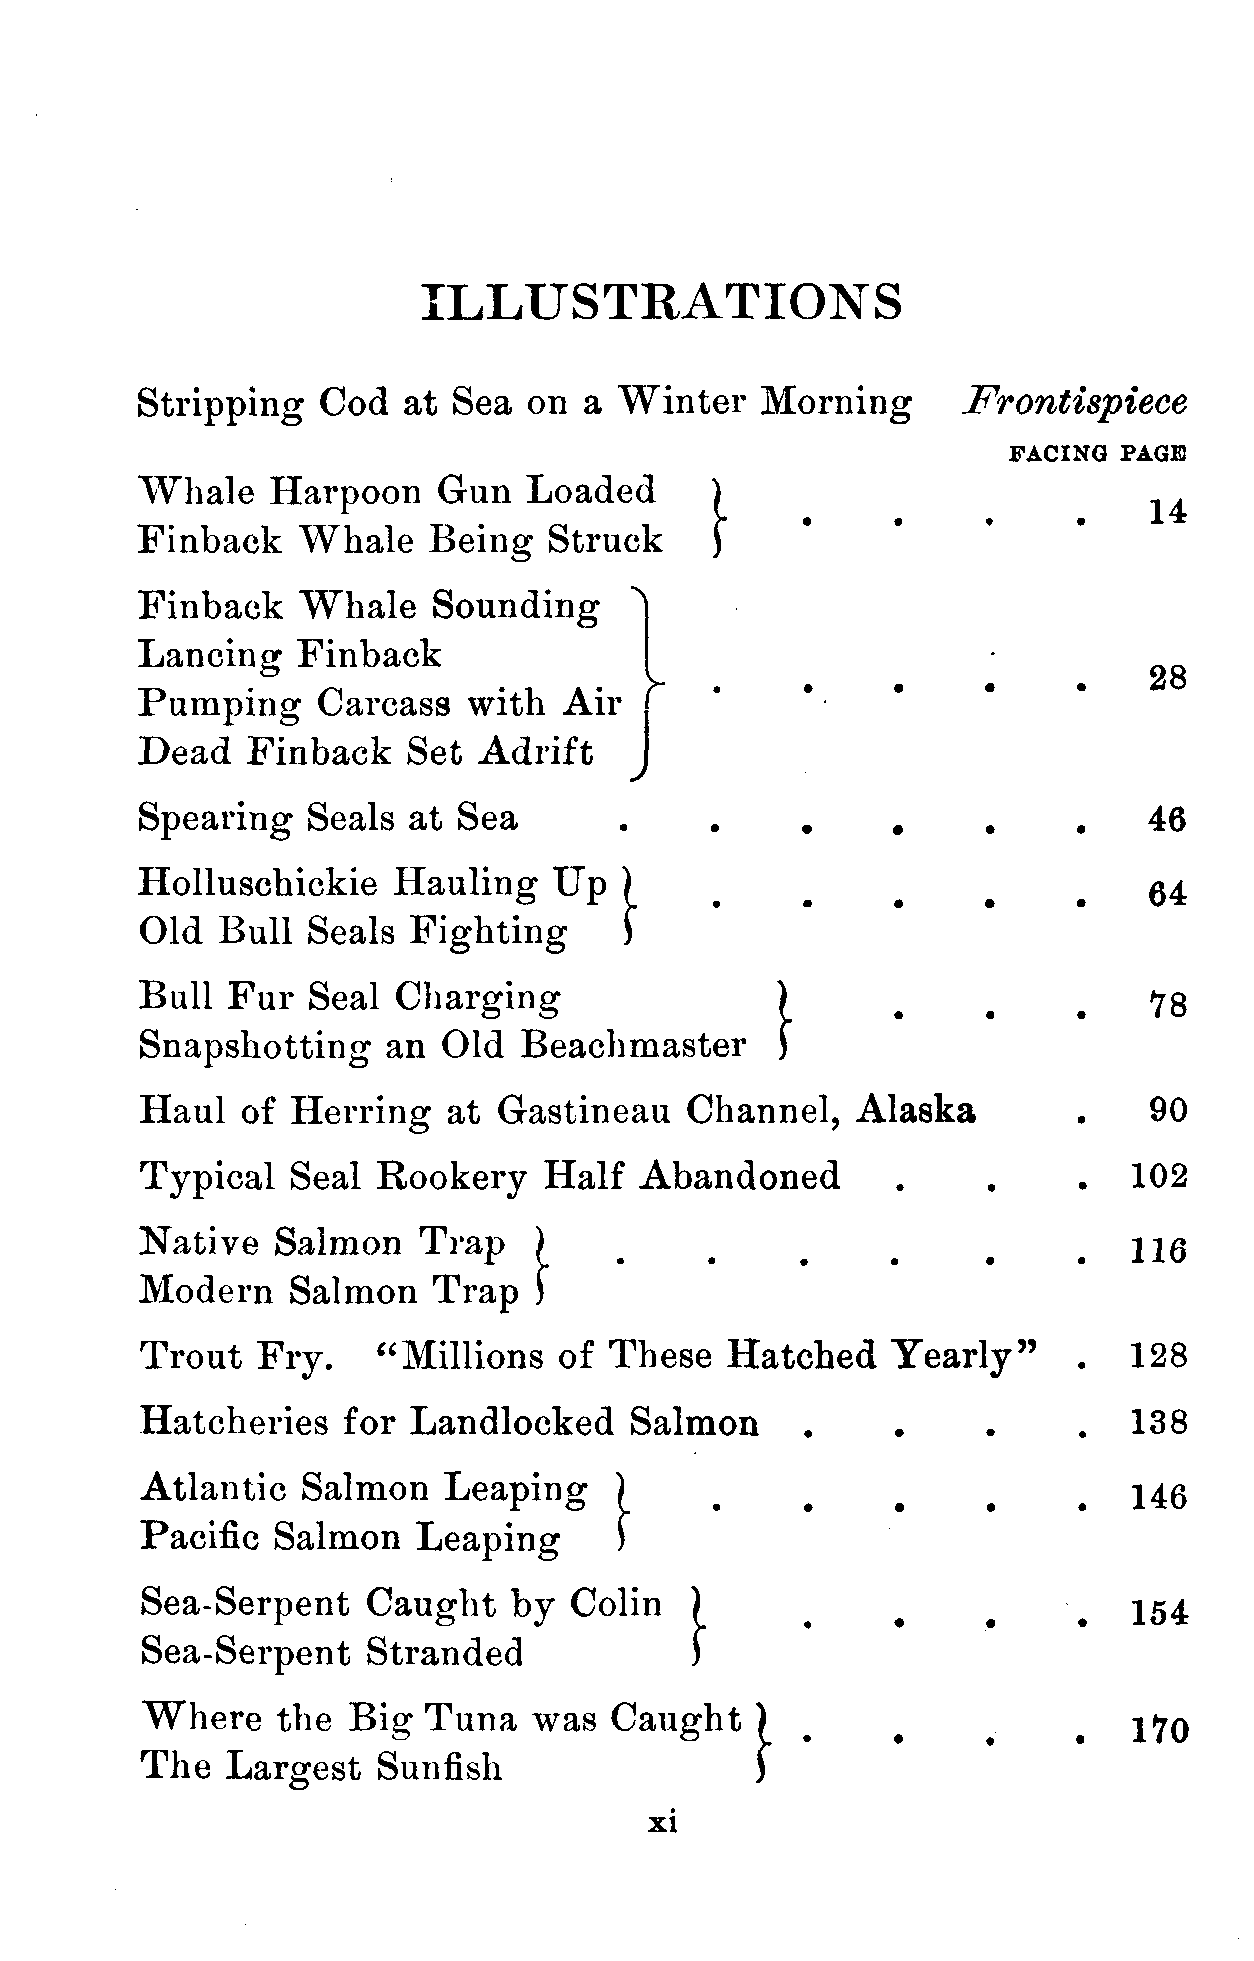 ILLUSTRATIONS
Stripping Cod at Sea on a Winter Morning Frontispiece
FACING PAGE
Whale Harpoon Gun Loaded
Finback Whale Being Struck } . . . . 14
Finback Whale Sounding
Lancing Finback
Pumping Carcass with Air
Dead Finback Set Adrift } . . . . . 28
Spearing Seals at Sea . . . . . . 46
Holluschickie Hauling Up
Old Bull Seals Fighting } . . . . . 64
Bull Fur Seal Charging
Snapshotting an Old Beachmaster } . . . 78
Haul of Herring at Gastineau Channel, Alaska . 90
Typical Seal Rookery Half Abandoned . . . 102
Native Salmon Trap
Modern Salmon Trap } . . . . . . 116
Trout Fry. "Millions of These Hatched Yearly" . 128
Hatcheries for Landlocked Salmon . . . . 138
Atlantic Salmon Leaping
Pacific Salmon Leaping } . . . . . 146
Sea-Serpent Caught by Colin
Sea-Serpent Stranded } . . . . 154
Where the Big Tuna was Caught
The Largest Sunfish } . . . . 170
xi